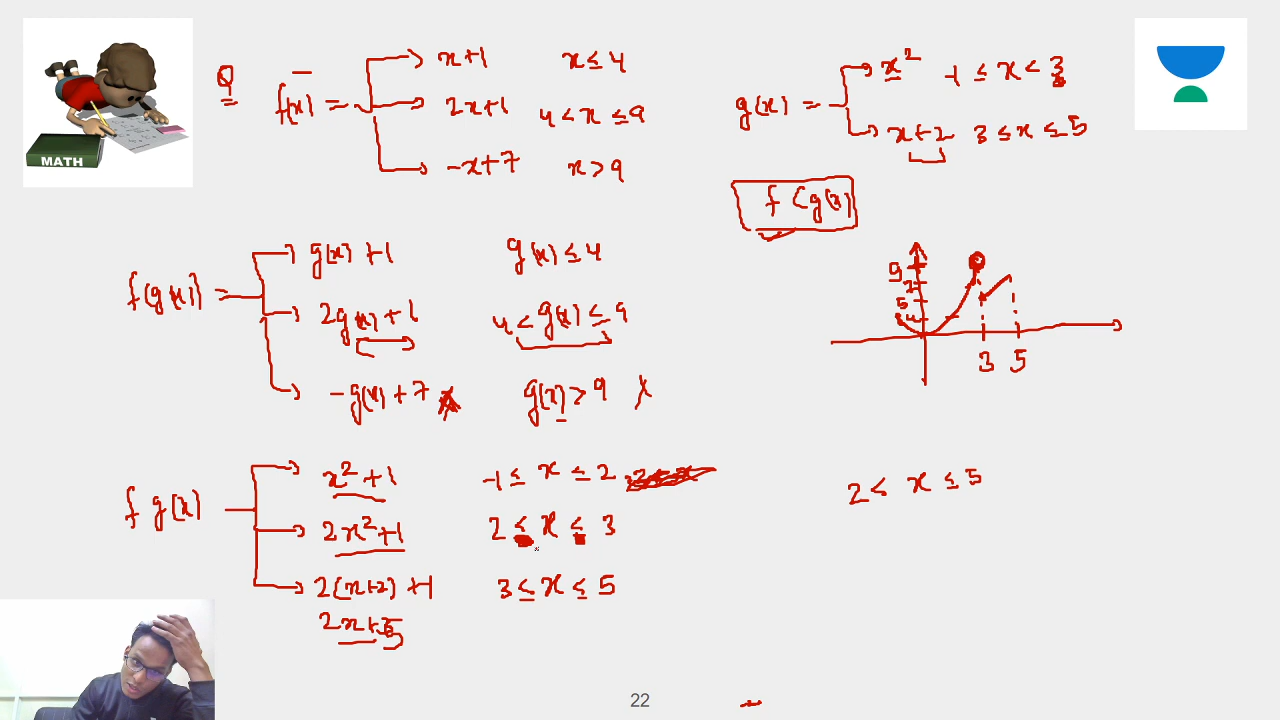 MATH
Q f(x) =
x+1 x ≤ 4
2x+1 4 < x ≤ 9
-x+7 x > 9
g(x) =
x² -1 ≤ x < 3
x+2 3 ≤ x ≤ 5
f(g(x)
f(g(x)) =
g(x) +1 g(x) ≤ 4
2g(x)+1 4 < g(x) ≤ 9
-g(x)+7 g(x) > 9 X
9
5
4
3 5
f g(x)
x²+1 -1 ≤ x ≤ 2
2x²+1 2 ≤ x ≤ 3
2(x+2)+1 3 ≤ x ≤ 5
2x+5
2 < x ≤ 5
22